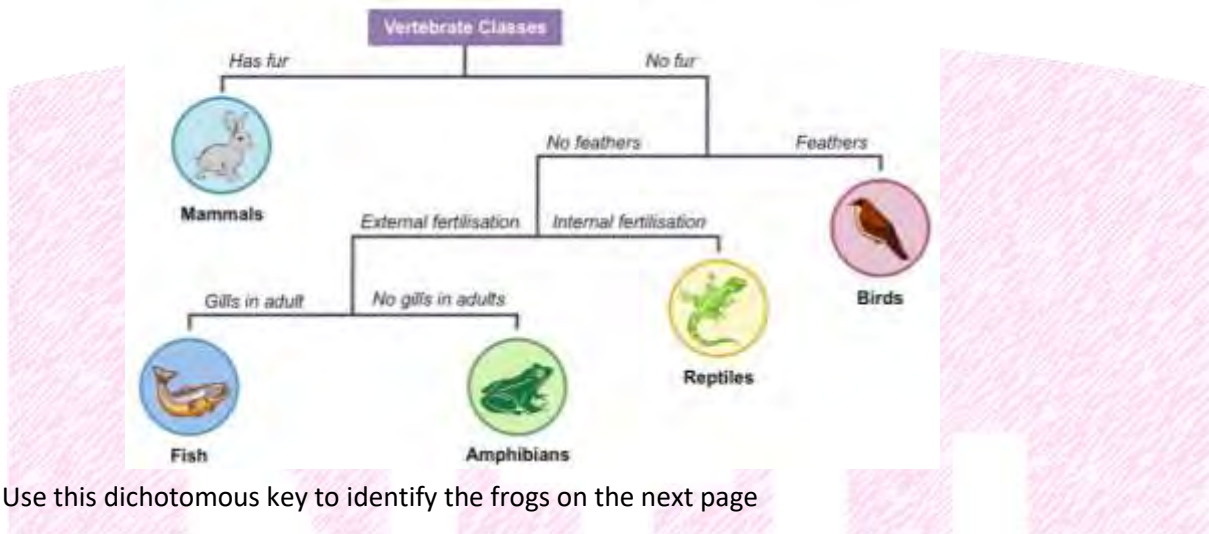 Vertebrate Classes
Has fur
No fur
No feathers
Feathers
Mammals
External fertilisation
Internal fertilisation
Birds
Gills in adult
No gills in adults
Reptiles
Fish
Amphibians
Use this dichotomous key to identify the frogs on the next page